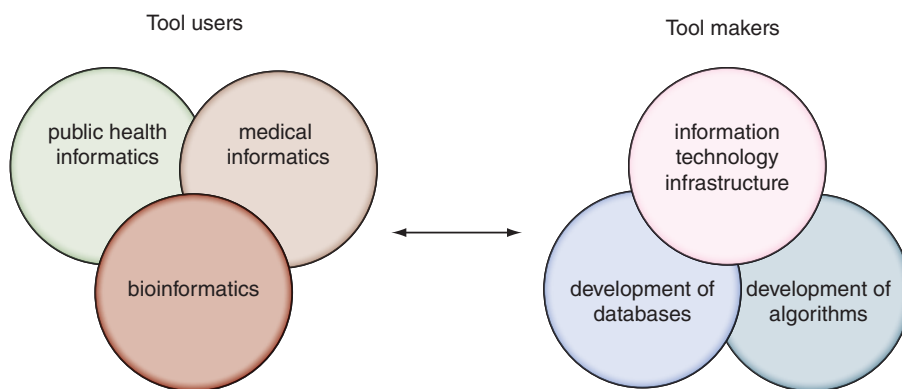 Tool users
Tool makers
public health
informatics
medical
informatics
bioinformatics
information
technology
infrastructure
development of
databases
development of
algorithms